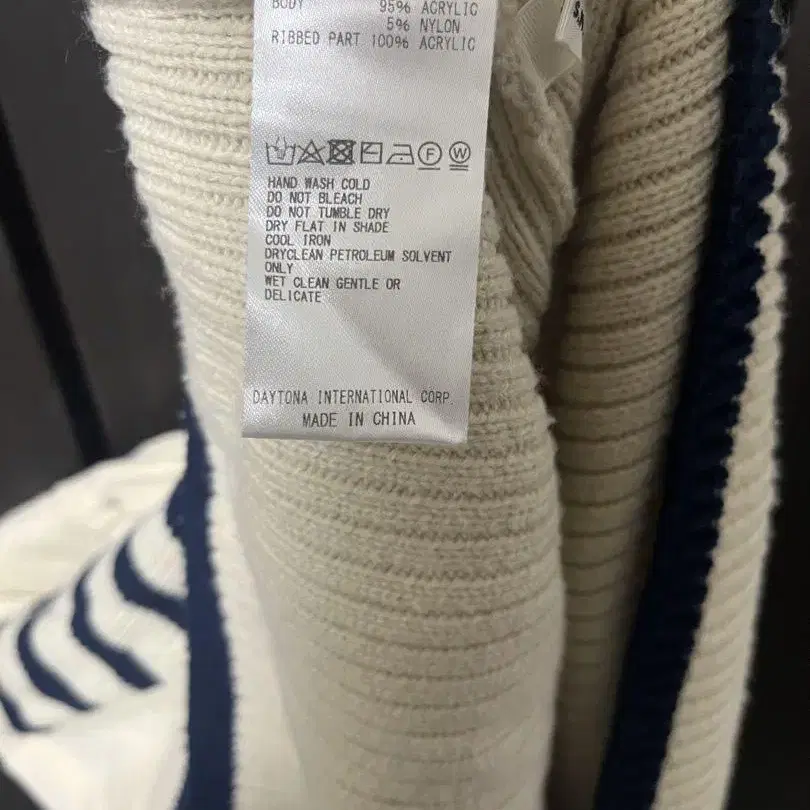 BODY 95% ACRYLIC
5% NYLON
RIBBED PART 100% ACRYLIC
F W
HAND WASH COLD
DO NOT BLEACH
DO NOT TUMBLE DRY
DRY FLAT IN SHADE
COOL IRON
DRYCLEAN PETROLEUM SOLVENT
ONLY
WET CLEAN GENTLE OR
DELICATE
DAYTONA INTERNATIONAL CORP.
MADE IN CHINA